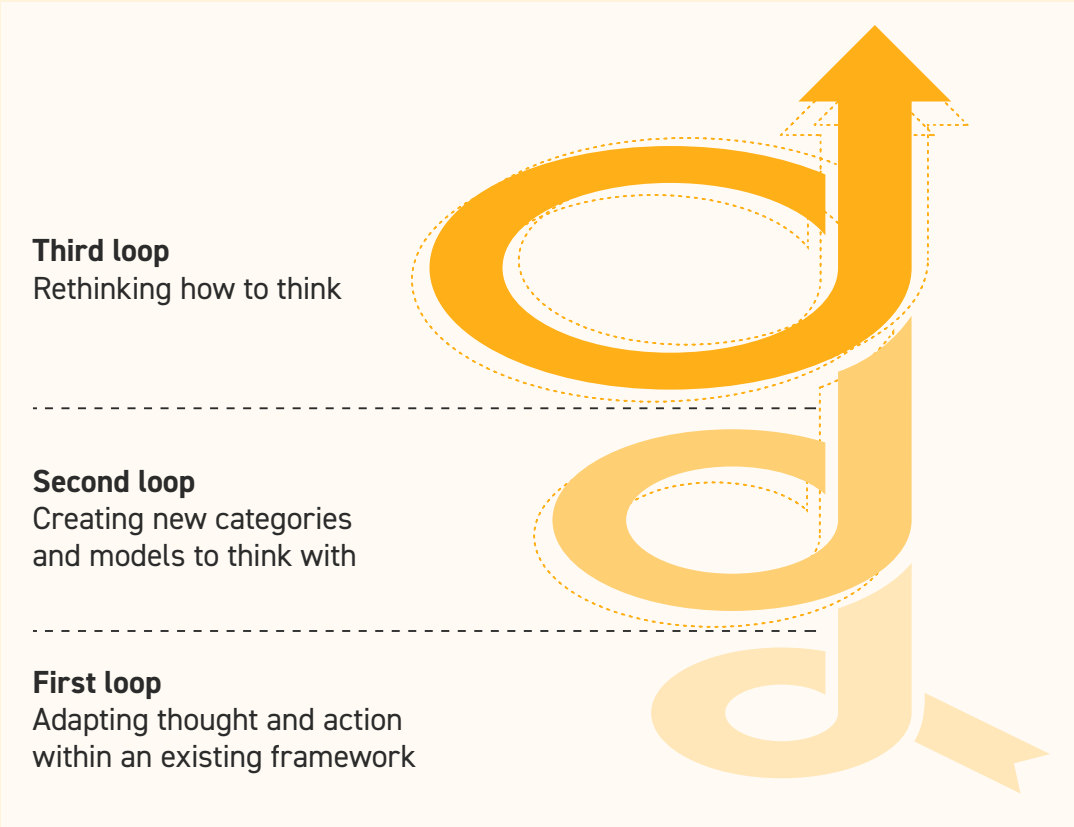 Third loop
Rethinking how to think
Second loop
Creating new categories
and models to think with
First loop
Adapting thought and action
within an existing framework